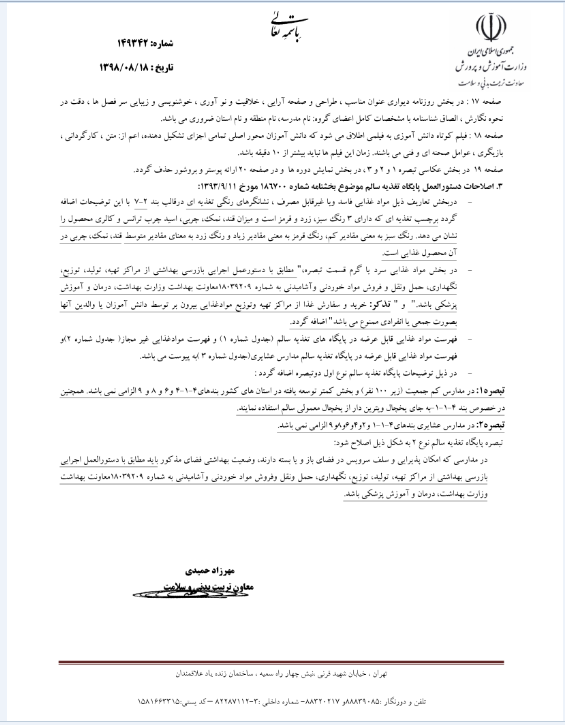 باسمه تعالی
جمهوری اسلامی ایران
وزارت آموزش و پرورش
معاونت تربیت بدنی و سلامت
شماره: ۱۴۹۳۴۲
تاریخ: ۱۳۹۸/۰۸/۱۸
صفحه ۱۷: در بخش روزنامه دیواری عنوان مناسب ، طراحی و صفحه آرایی ، خلاقیت و نو آوری ، خوشنویسی و زیبایی سر فصل ها ، دقت در
نحوه نگارش ، الصاق شناسنامه با مشخصات کامل اعضای گروه: نام مدرسه، نام منطقه و نام استان ضروری می باشد.
صفحه ۱۸: فیلم کوتاه دانش آموزی به فیلمی اطلاق می شود که دانش آموزان محور اصلی تمامی اجزای تشکیل دهنده، اعم از: متن ، کارگردانی ،
بازیگری ، عوامل صحنه ای و فنی می باشند. زمان این فیلم ها نباید بیشتر از ۱۰ دقیقه باشد.
صفحه ۱۹ در بخش عکاسی تبصره ۱ و ۲ و ۳، در بخش نمایش دوره ها و در صفحه ۲۰ ارائه پوستر و بروشور حذف گردد.
۳. اصلاحات دستورالعمل پایگاه تغذیه سالم موضوع بخشنامه شماره ۱۸۶۷۰۰ مورخ ۱۳۹۳/۹/۱۱:
- دربخش تعاریف ذیل مواد غذایی فاسد ویا غیرقابل مصرف ، نشانگرهای رنگی تغذیه ای درقالب بند ۲-۷ با این توضیحات اضافه
گردد برچسب تغذیه ای که دارای ۳ رنگ سبز، زرد و قرمز است و میزان قند، نمک، چربی، اسید چرب ترانس و کالری محصول را
نشان می دهد. رنگ سبز به معنی مقادیر کم، رنگ قرمز به معنی مقادیر زیاد و رنگ زرد به معنای مقادیر متوسط قند، نمک، چربی در
آن محصول غذایی است.
- در بخش مواد غذایی سرد یا گرم قسمت تبصره،" مطابق با دستورعمل اجرایی بازرسی بهداشتی از مراکز تهیه، تولید، توزیع،
نگهداری، حمل ونقل و فروش مواد خوردنی وآشامیدنی به شماره ۱۸۰۳۹۲۰۹معاونت بهداشت وزارت بهداشت، درمان و آموزش
پزشکی باشد." و " تذکر: خرید و سفارش غذا از مراکز تهیه وتوزیع موادغذایی بیرون بر توسط دانش آموزان یا والدین آنها
بصورت جمعی یا انفرادی ممنوع می باشد" اضافه گردد.
- فهرست مواد غذایی قابل عرضه در پایگاه های تغذیه سالم (جدول شماره ۱) و فهرست موادغذایی غیر مجاز( جدول شماره ۲)و
فهرست مواد غذایی قابل عرضه در پایگاه تغذیه سالم مدارس عشایری(جدول شماره ۳ )به پیوست می باشد.
- در ذیل توضیحات پایگاه تغذیه سالم نوع اول دوتبصره اضافه گردد :
تبصره۱: در مدارس کم جمعیت (زیر ۱۰۰ نفر) و بخش کمتر توسعه یافته در استان های کشور بندهای۴-۱-۴ و۶ و ۸ و ۹ الزامی نمی باشد. همچنین
در خصوص بند ۴-۱-۱-به جای یخچال ویترین دار از یخچال معمولی سالم استفاده نمایند.
تبصره۲: در مدارس عشایری بندهای۴-۱-۱ و۲و۴و۶و۸و۹ الزامی نمی باشد.
تبصره پایگاه تغذیه سالم نوع ۲ به شکل ذیل اصلاح شود:
در مدارسی که امکان پذیرایی و سلف سرویس در فضای باز و یا بسته دارند، وضعیت بهداشتی فضای مذکور باید مطابق با دستورالعمل اجرایی
بازرسی بهداشتی از مراکز تهیه، تولید، توزیع، نگهداری، حمل ونقل وفروش مواد خوردنی وآشامیدنی به شماره ۱۸۰۳۹۲۰۹معاونت بهداشت
وزارت بهداشت، درمان و آموزش پزشکی باشد.
مهرزاد حمیدی
معاون تربیت بدنی و سلامت
تهران ، خیابان شهید قرنی ،نبش چهار راه سمیه ، ساختمان زنده یاد علاقمندان
تلفن و دورنگار :۸۸۸۳۹۰۸۵و ۸۸۳۲۰۲۱۷– شماره داخلی :۳-۸۲۲۸۷۱۱۲ – کد پستی:۱۵۸۱۶۶۳۳۱۵